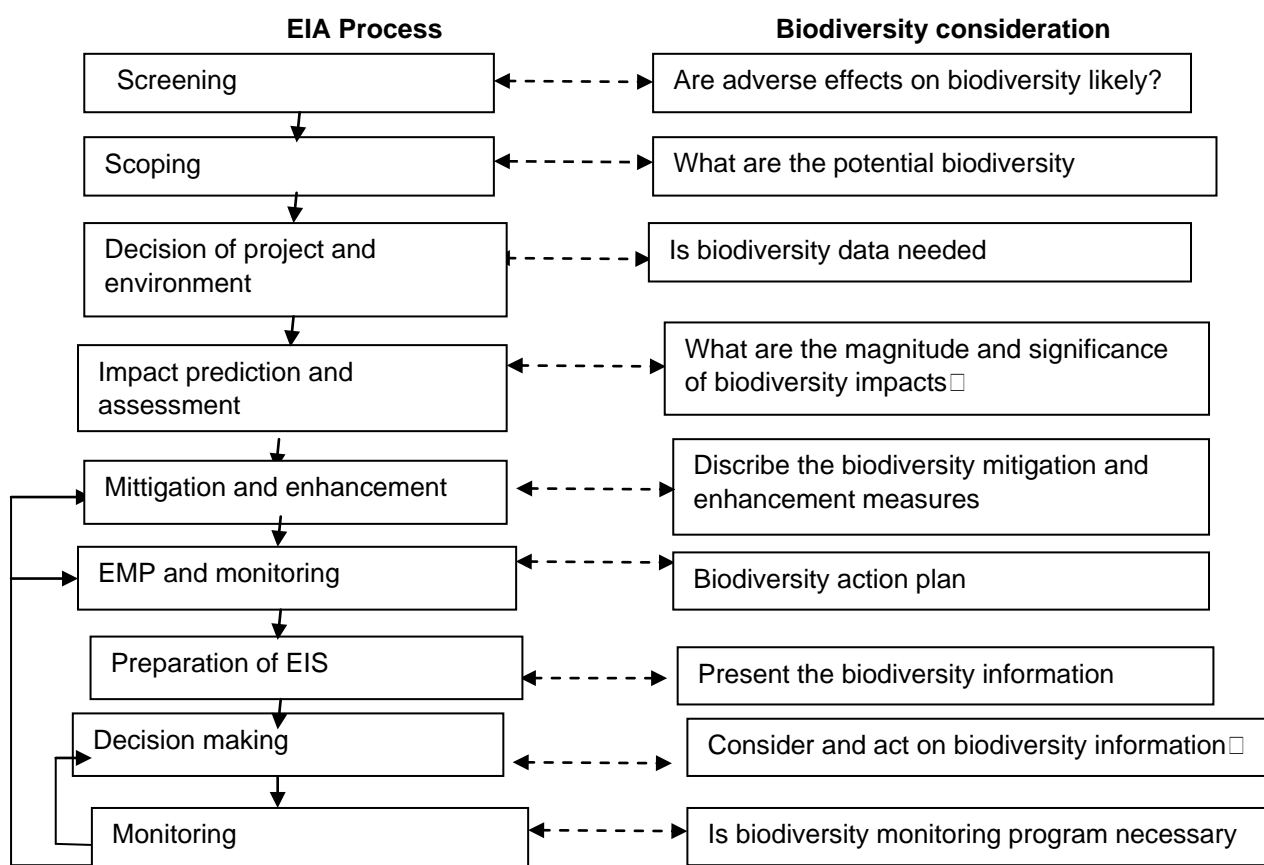 EIA Process
Biodiversity consideration
Screening
Are adverse effects on biodiversity likely?
Scoping
What are the potential biodiversity
Decision of project and
environment
Is biodiversity data needed
Impact prediction and
assessment
What are the magnitude and significance
of biodiversity impacts□
Mittigation and enhancement
Discribe the biodiversity mitigation and
enhancement measures
EMP and monitoring
Biodiversity action plan
Preparation of EIS
Present the biodiversity information
Decision making
Consider and act on biodiversity information□
Monitoring
Is biodiversity monitoring program necessary